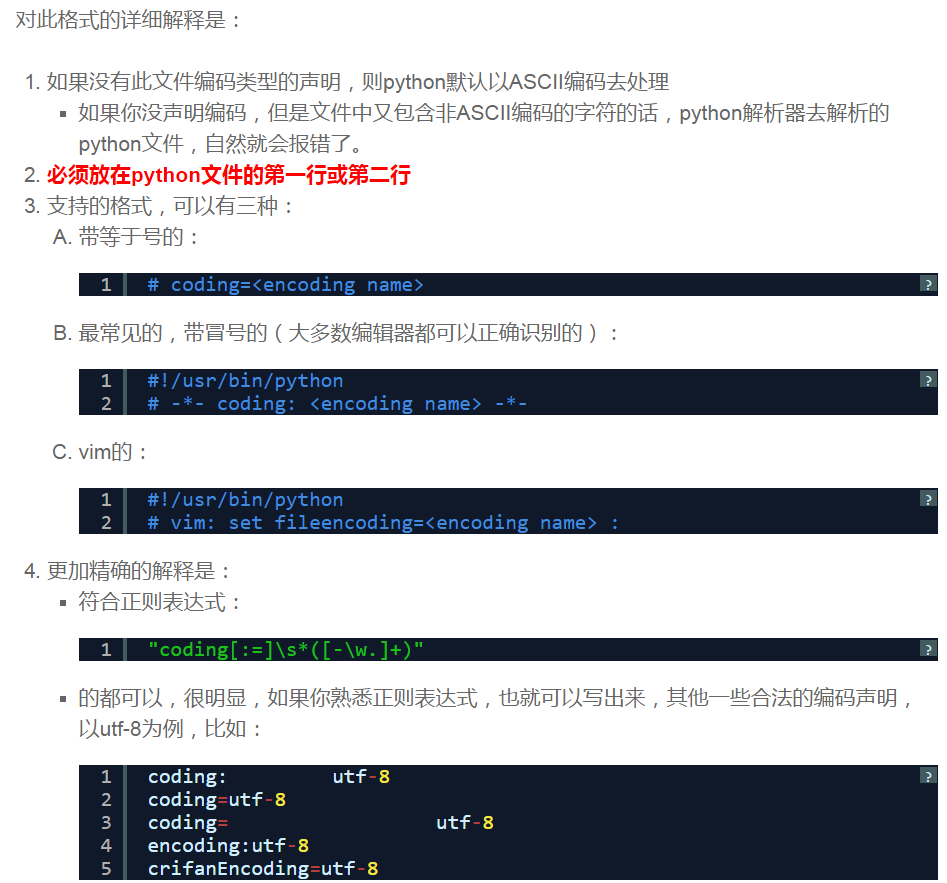 对此格式的详细解释是：
1. 如果没有此文件编码类型的声明，则python默认以ASCII编码去处理
▪ 如果你没声明编码，但是文件中又包含非ASCII编码的字符的话，python解析器去解析的
python文件，自然就会报错了。
2. 必须放在python文件的第一行或第二行
3. 支持的格式，可以有三种：
A. 带等于号的：
1 # coding=<encoding name> ?
B. 最常见的，带冒号的（大多数编辑器都可以正确识别的）：
1 #!/usr/bin/python ?
2 # -*- coding: <encoding name> -*-
C. vim的：
1 #!/usr/bin/python ?
2 # vim: set fileencoding=<encoding name> :
4. 更加精确的解释是：
▪ 符合正则表达式：
1 "coding[:=]\s*([-\w.]+)" ?
▪ 的都可以，很明显，如果你熟悉正则表达式，也就可以写出来，其他一些合法的编码声明，
以utf-8为例，比如：
1 coding:         utf-8 ?
2 coding=utf-8
3 coding=                  utf-8
4 encoding:utf-8
5 crifanEncoding=utf-8